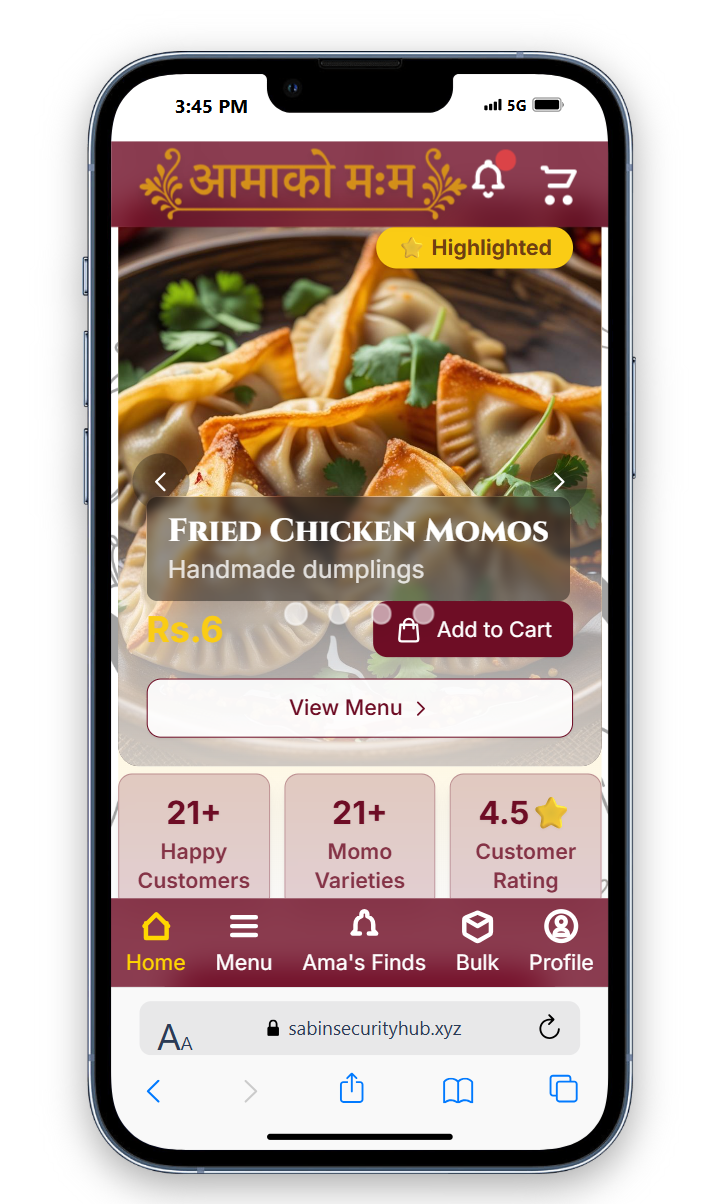 3:45 PM
5G
आमाको मःम
Highlighted
Fried Chicken Momos
Handmade dumplings
Rs.6
Add to Cart
View Menu
21+
Happy
Customers
21+
Momo
Varieties
4.5
Customer
Rating
Home
Menu
Ama's Finds
Bulk
Profile
AA
sabinsecurityhub.xyz